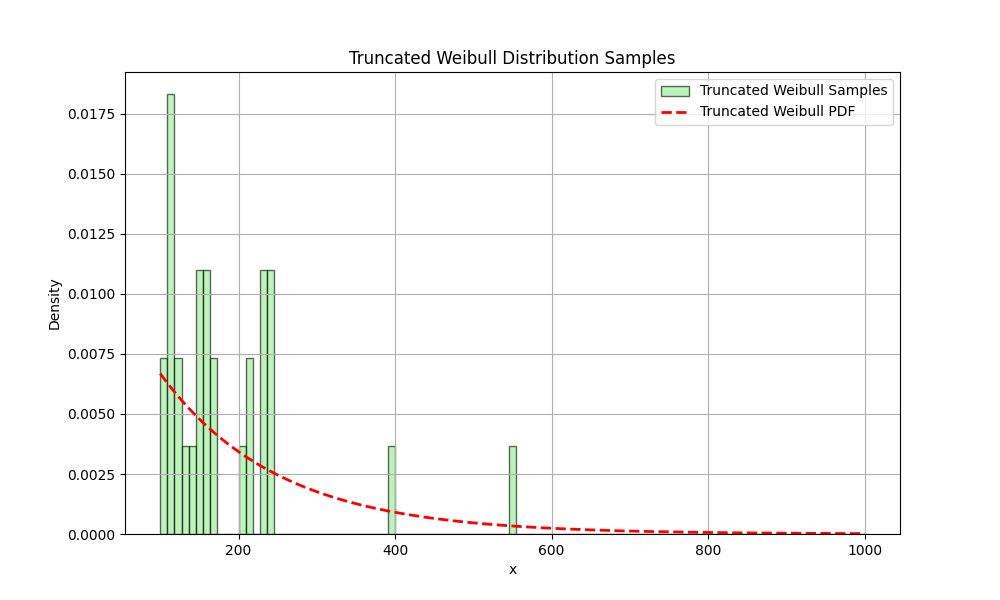 Truncated Weibull Distribution Samples
Truncated Weibull Samples
Truncated Weibull PDF
0.0175
0.0150
0.0125
0.0100
0.0075
0.0050
0.0025
0.0000
Density
200
400
600
800
1000
x